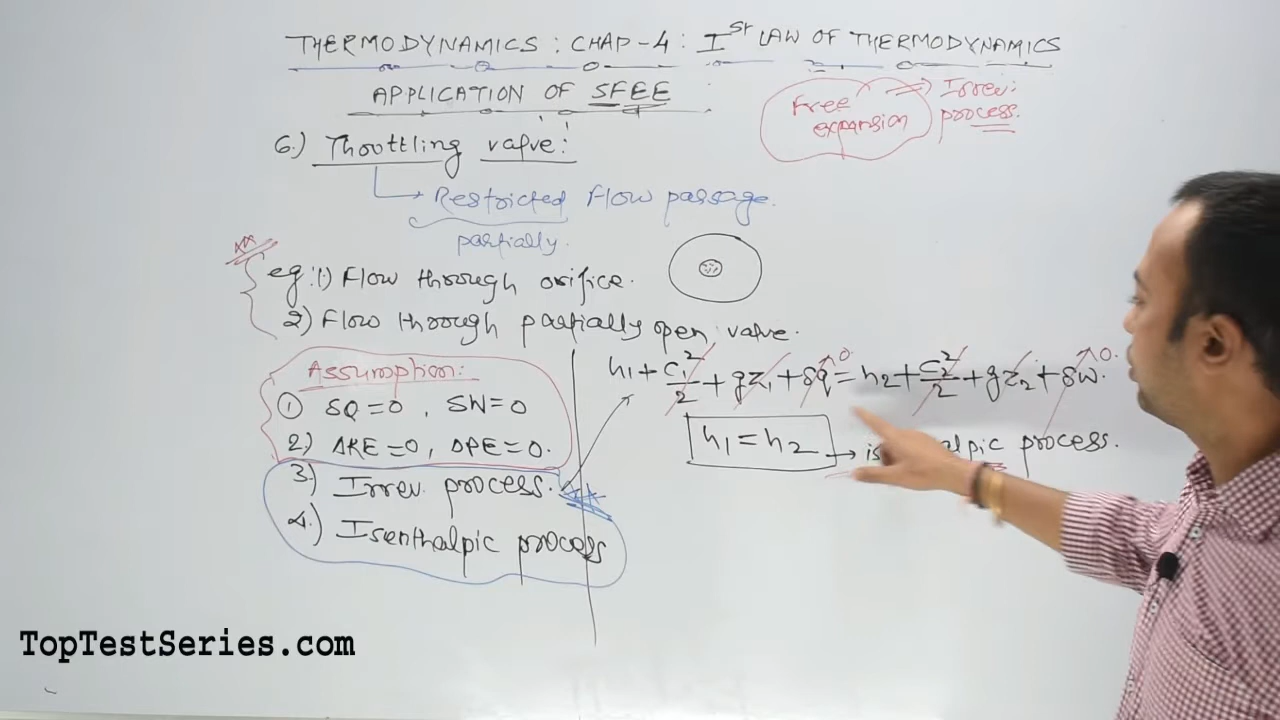 THERMODYNAMICS : CHAP-4 : Ist LAW OF THERMODYNAMICS
APPLICATION OF SFEE
Free expansion ⇒ Irrev. process.
6.) Throttling valve:
Restricted flow passage.
partially.
eg: 1) Flow through orifice.
2) Flow through partially open valve.
Assumption:
① δQ = 0 , δW = 0
2) ΔKE = 0, ΔPE = 0.
3.) Irrev. process.
4.) Isenthalpic process
h1 + C1²/2 + gz1 + δq = h2 + C2²/2 + gz2 + δw.
0
0.
h1 = h2 → process.
TopTestSeries.com